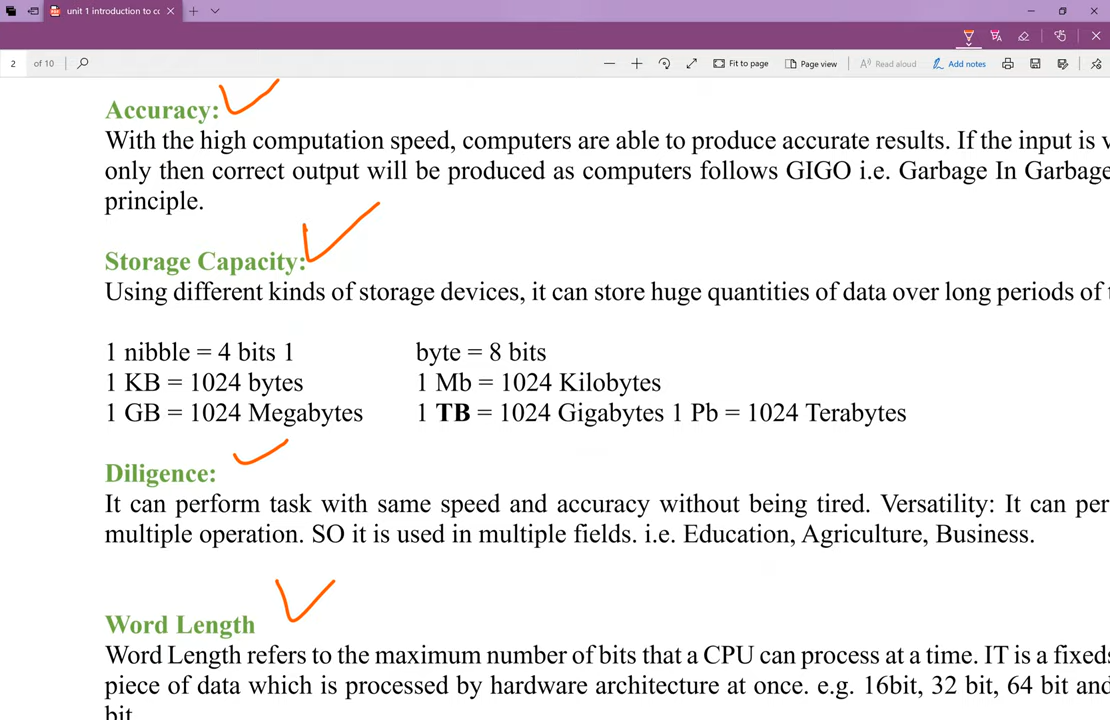 unit 1 introduction to co
2 of 10
Fit to page
Page view
Read aloud
Add notes
Accuracy:
With the high computation speed, computers are able to produce accurate results. If the input is v
only then correct output will be produced as computers follows GIGO i.e. Garbage In Garbage
principle.
Storage Capacity:
Using different kinds of storage devices, it can store huge quantities of data over long periods of t
1 nibble = 4 bits 1 byte = 8 bits
1 KB = 1024 bytes 1 Mb = 1024 Kilobytes
1 GB = 1024 Megabytes 1 TB = 1024 Gigabytes 1 Pb = 1024 Terabytes
Diligence:
It can perform task with same speed and accuracy without being tired. Versatility: It can per
multiple operation. SO it is used in multiple fields. i.e. Education, Agriculture, Business.
Word Length
Word Length refers to the maximum number of bits that a CPU can process at a time. IT is a fixeds
piece of data which is processed by hardware architecture at once. e.g. 16bit, 32 bit, 64 bit and
bit.